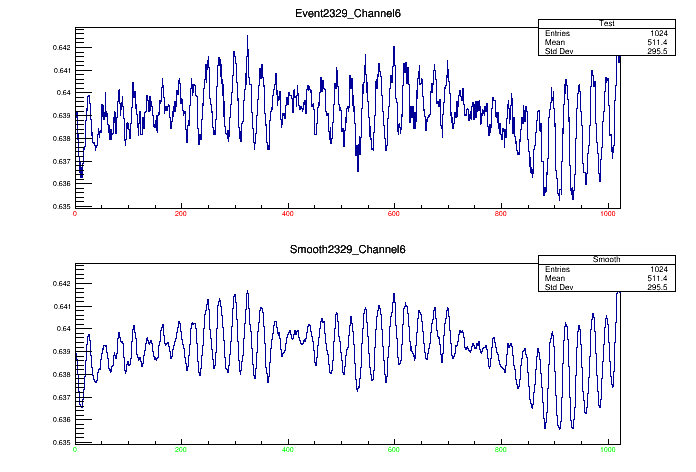 Event2329_Channel6
Test
Entries 1024
Mean 511.4
Std Dev 295.5
0.642
0.641
0.64
0.639
0.638
0.637
0.636
0.635
0 200 400 600 800 1000
Smooth2329_Channel6
Smooth
Entries 1024
Mean 511.4
Std Dev 295.5
0.642
0.641
0.64
0.639
0.638
0.637
0.636
0.635
0 200 400 600 800 1000